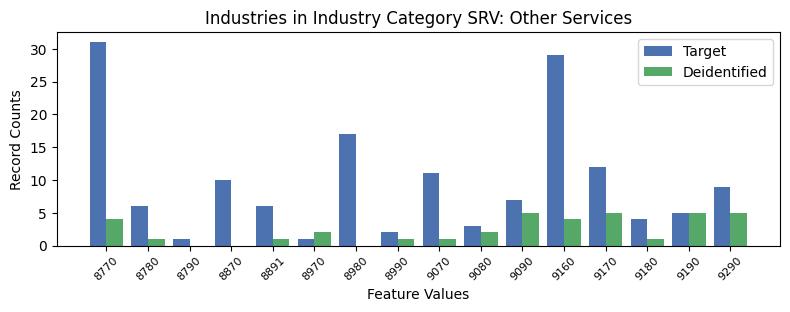 Industries in Industry Category SRV: Other Services
Target
Deidentified
Record Counts
30
25
20
15
10
5
0
8770 8780 8790 8870 8891 8970 8980 8990 9070 9080 9090 9160 9170 9180 9190 9290
Feature Values